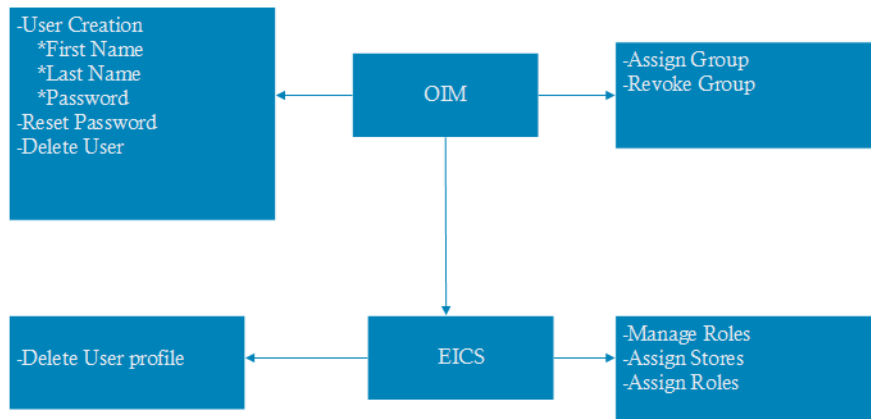 -User Creation
*First Name
*Last Name
*Password
-Reset Password
-Delete User
OIM
-Assign Group
-Revoke Group
-Delete User profile
EICS
-Manage Roles
-Assign Stores
-Assign Roles